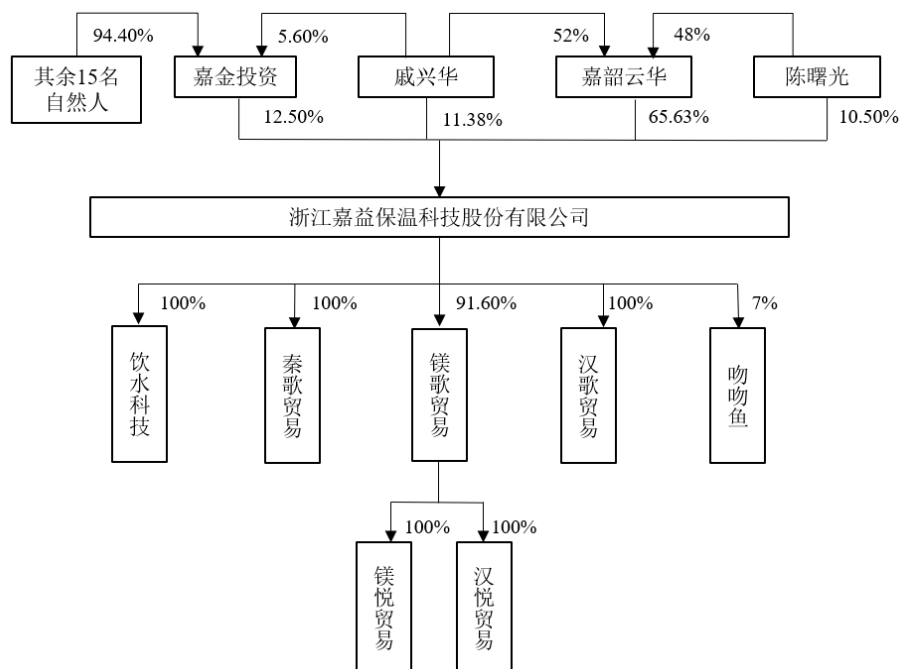 94.40%
5.60%
52%
48%
其余15名
自然人
嘉金投资
戚兴华
嘉韶云华
陈曙光
12.50%
11.38%
65.63%
10.50%
浙江嘉益保温科技股份有限公司
100%
100%
91.60%
100%
7%
饮水科技
秦歌贸易
镁歌贸易
汉歌贸易
吻吻鱼
100%
100%
镁悦贸易
汉悦贸易